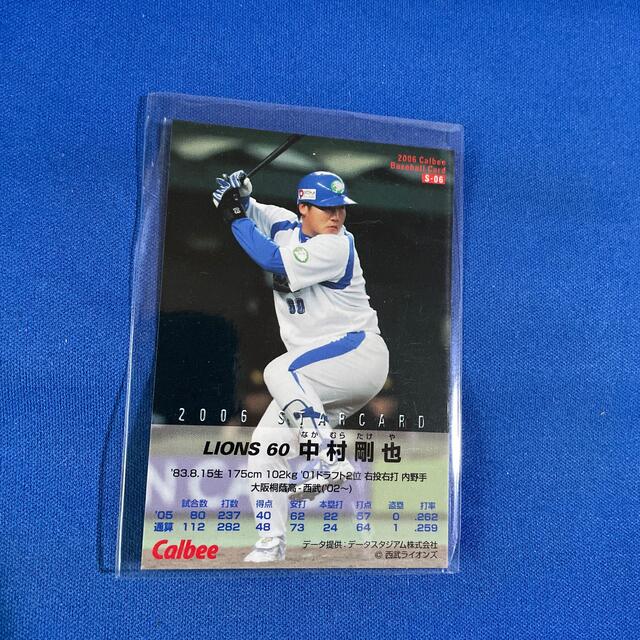 2006 Calbee
Baseball Card
S-06
60
2006 STARCARD
なか むら たけ や
LIONS 60 中村剛也
'83.8.15生 175cm 102kg '01ドラフト2位 右投右打 内野手
大阪桐蔭高-西武('02〜)
試合数 打数 得点 安打 本塁打 打点 盗塁 打率
'05 80 237 40 62 22 57 0 .262
通算 112 282 48 73 24 64 1 .259
Calbee
データ提供:データスタジアム株式会社
© 西武ライオンズ